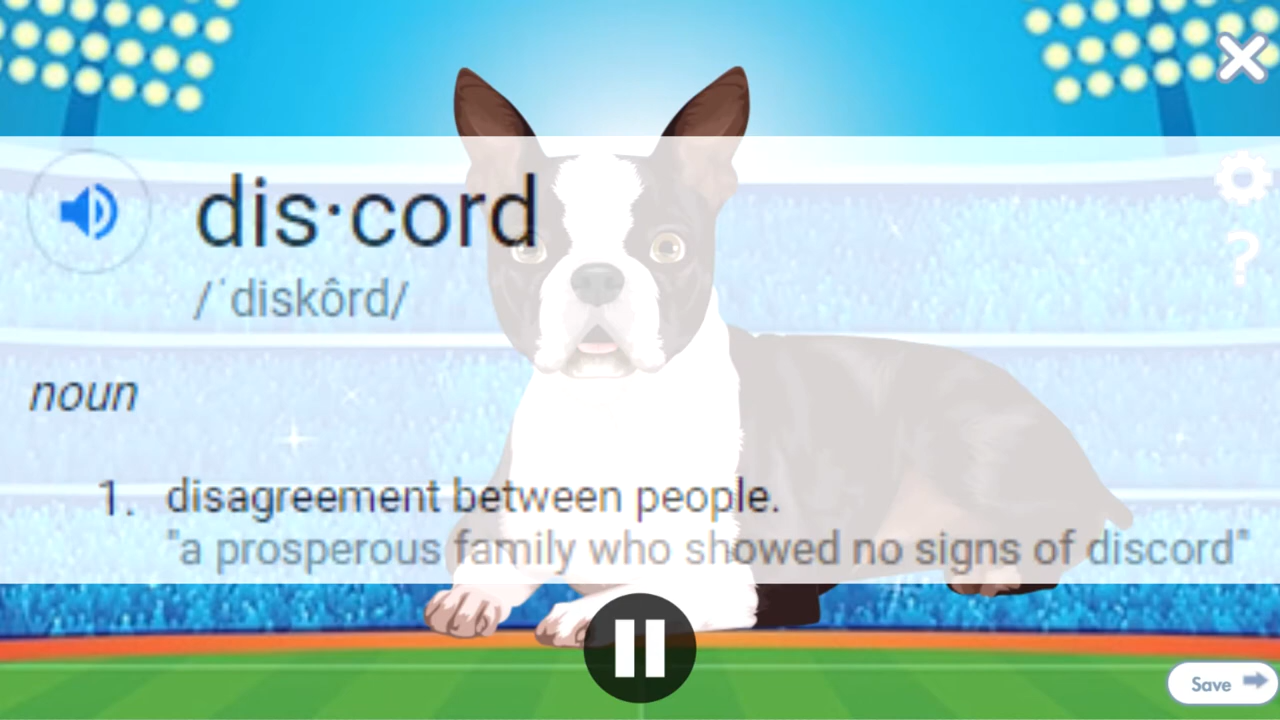 dis·cord
/ˈdiskôrd/
noun
1. disagreement between people.
"a prosperous family who showed no signs of discord"
Save